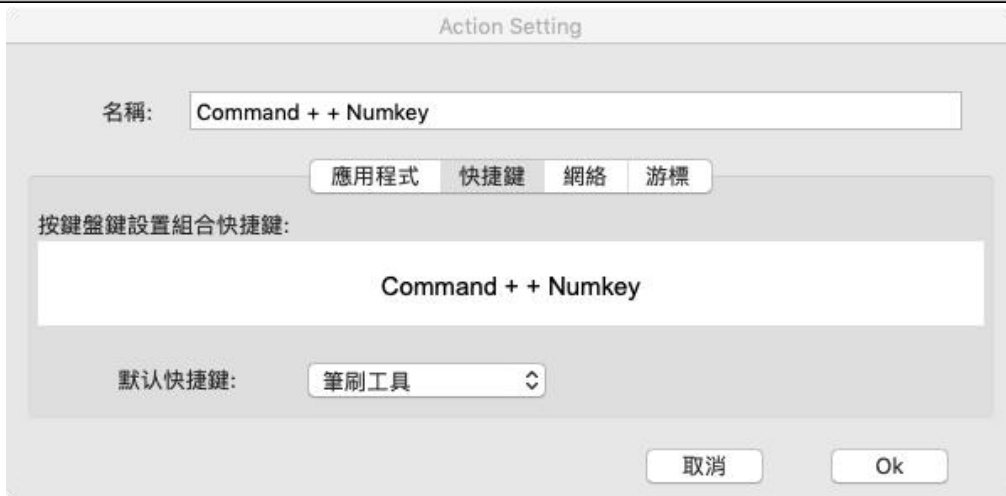 Action Setting
名稱: Command + + Numkey
應用程式 快捷鍵 網絡 游標
按鍵盤鍵設置組合快捷鍵:
Command + + Numkey
默认快捷鍵: 筆刷工具
取消 Ok